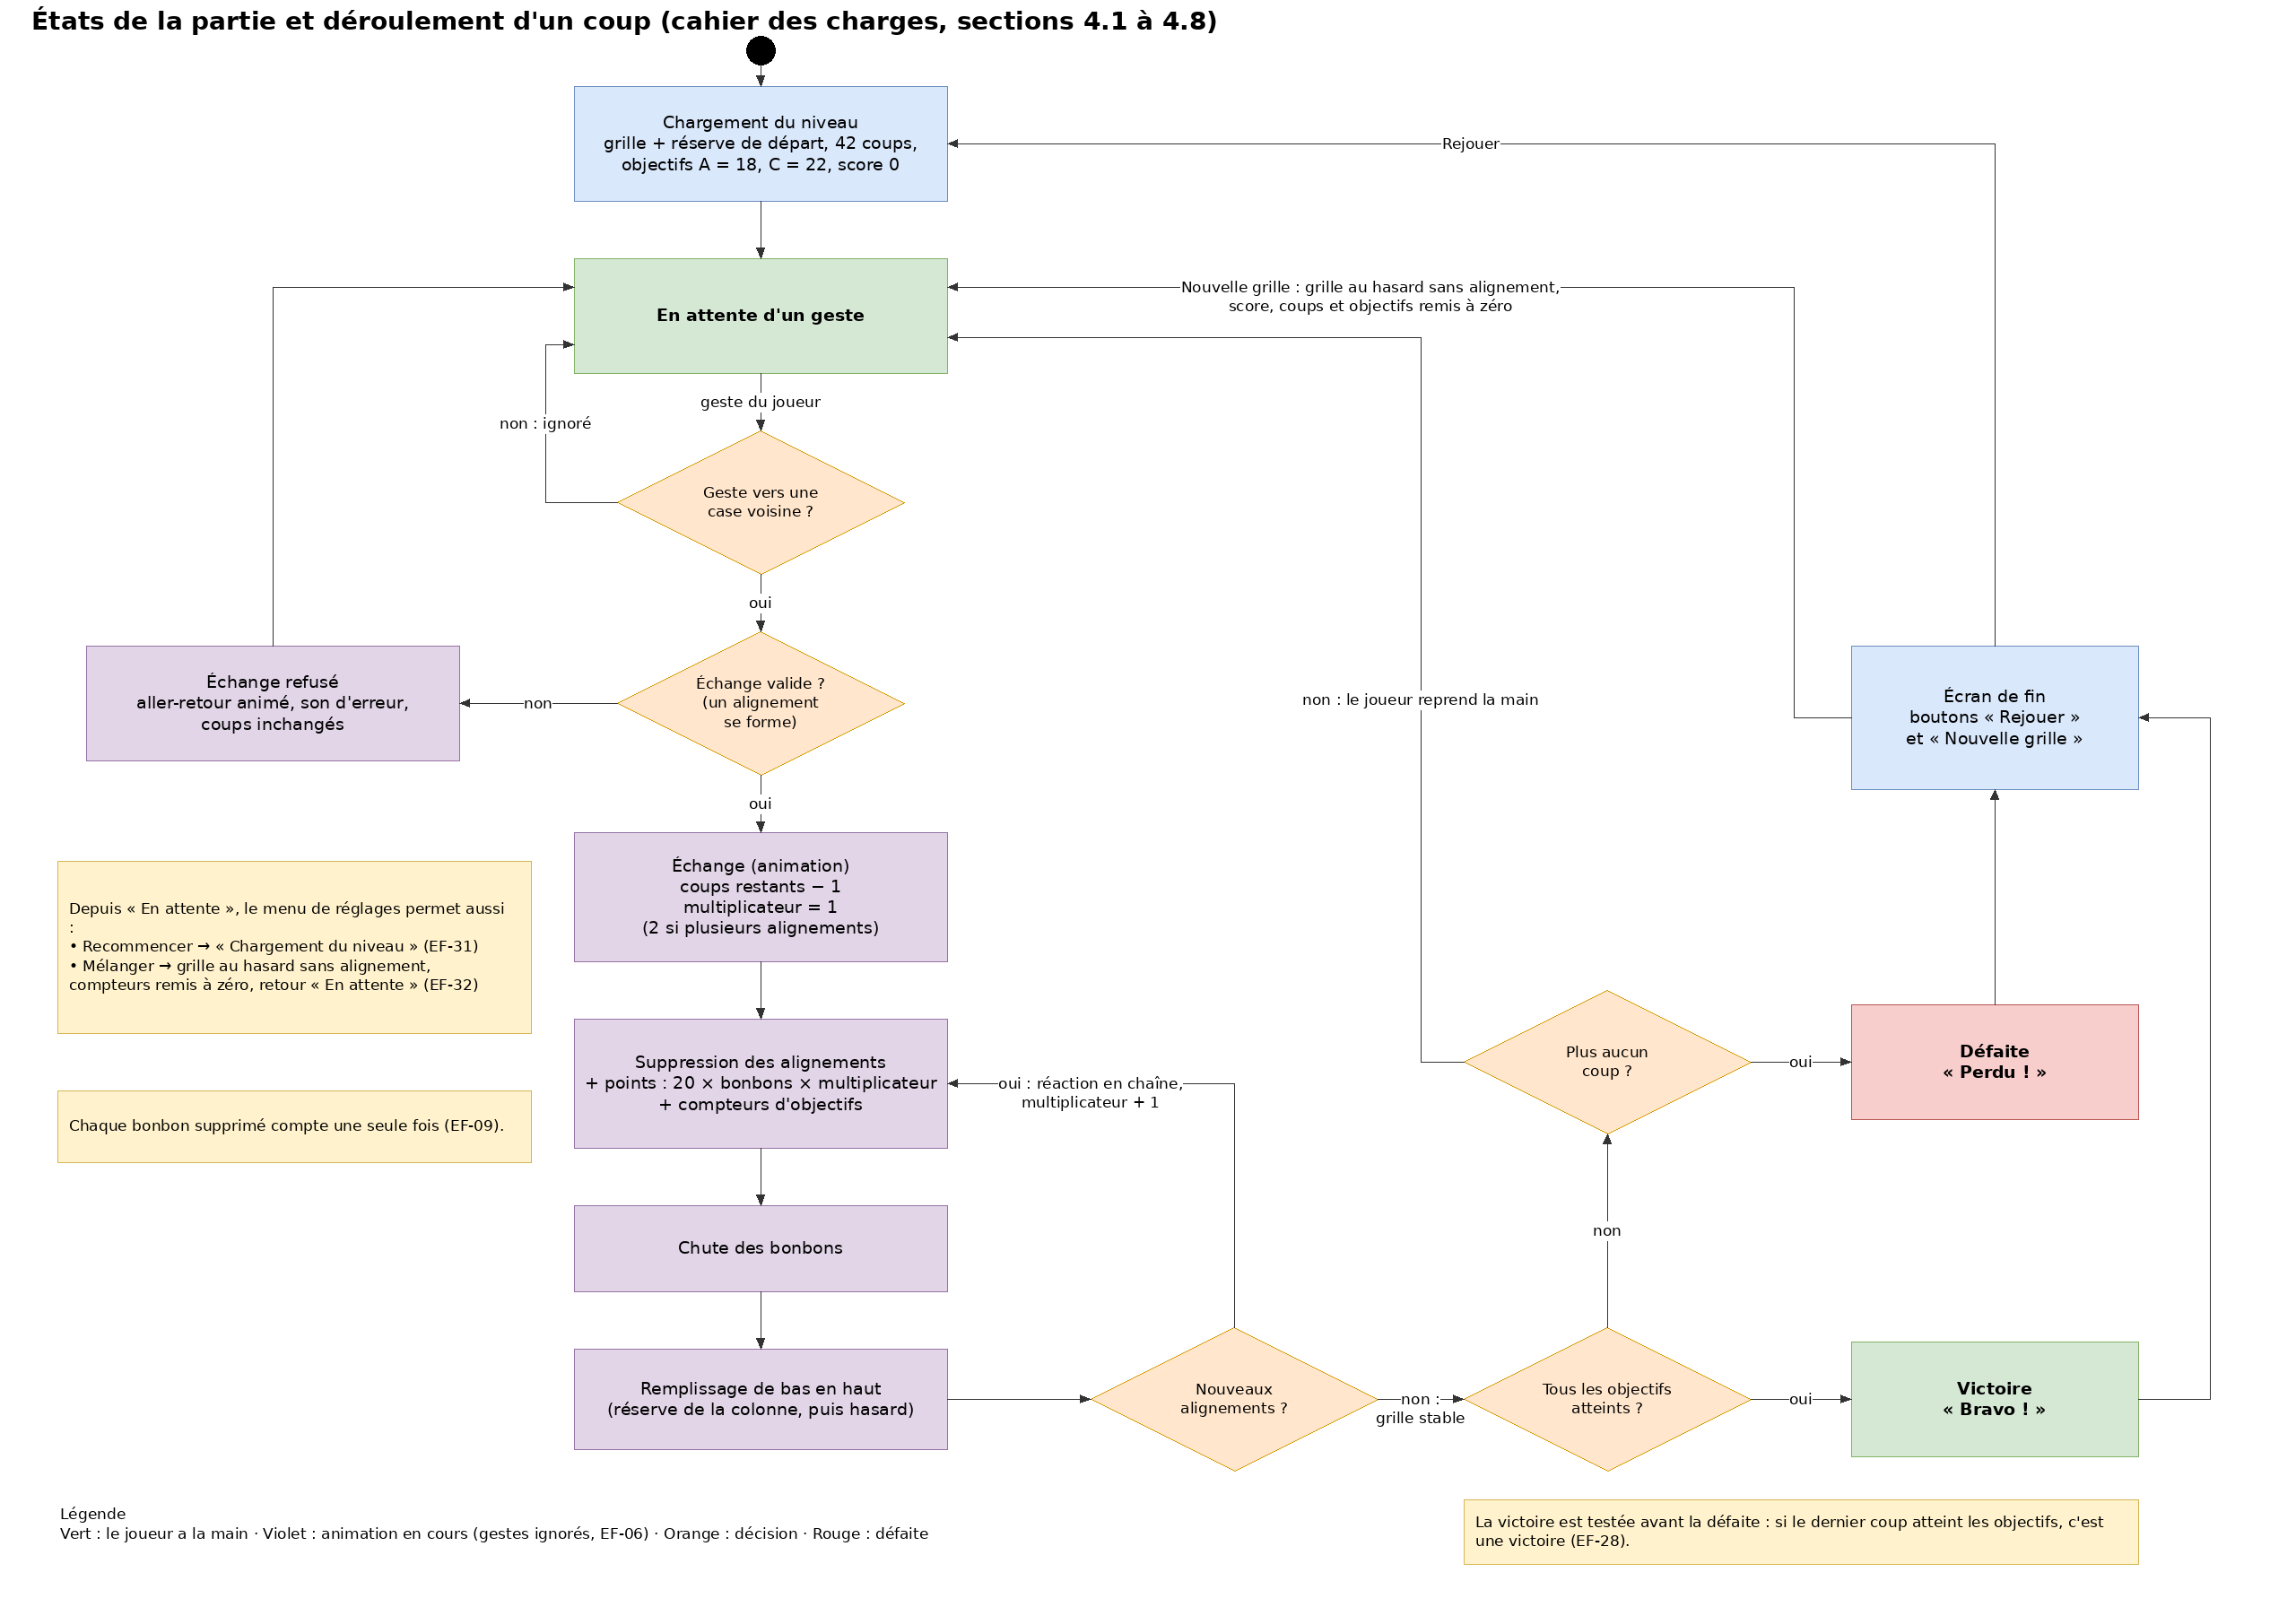 États de la partie et déroulement d'un coup (cahier des charges, sections 4.1 à 4.8)
Chargement du niveau
grille + réserve de départ, 42 coups,
objectifs A = 18, C = 22, score 0
Rejouer
En attente d'un geste
Nouvelle grille : grille au hasard sans alignement,
score, coups et objectifs remis à zéro
geste du joueur
non : ignoré
Geste vers une
case voisine ?
oui
Échange refusé
aller-retour animé, son d'erreur,
coups inchangés
non
Échange valide ?
(un alignement
se forme)
non : le joueur reprend la main
Écran de fin
boutons « Rejouer »
et « Nouvelle grille »
oui
Échange (animation)
coups restants − 1
multiplicateur = 1
(2 si plusieurs alignements)
Depuis « En attente », le menu de réglages permet aussi
:
• Recommencer → « Chargement du niveau » (EF-31)
• Mélanger → grille au hasard sans alignement,
compteurs remis à zéro, retour « En attente » (EF-32)
Suppression des alignements
+ points : 20 × bonbons × multiplicateur
+ compteurs d'objectifs
oui : réaction en chaîne,
multiplicateur + 1
Plus aucun
coup ?
oui
Défaite
« Perdu ! »
Chaque bonbon supprimé compte une seule fois (EF-09).
Chute des bonbons
non
Remplissage de bas en haut
(réserve de la colonne, puis hasard)
Nouveaux
alignements ?
non :
grille stable
Tous les objectifs
atteints ?
oui
Victoire
« Bravo ! »
Légende
Vert : le joueur a la main · Violet : animation en cours (gestes ignorés, EF-06) · Orange : décision · Rouge : défaite
La victoire est testée avant la défaite : si le dernier coup atteint les objectifs, c'est
une victoire (EF-28).